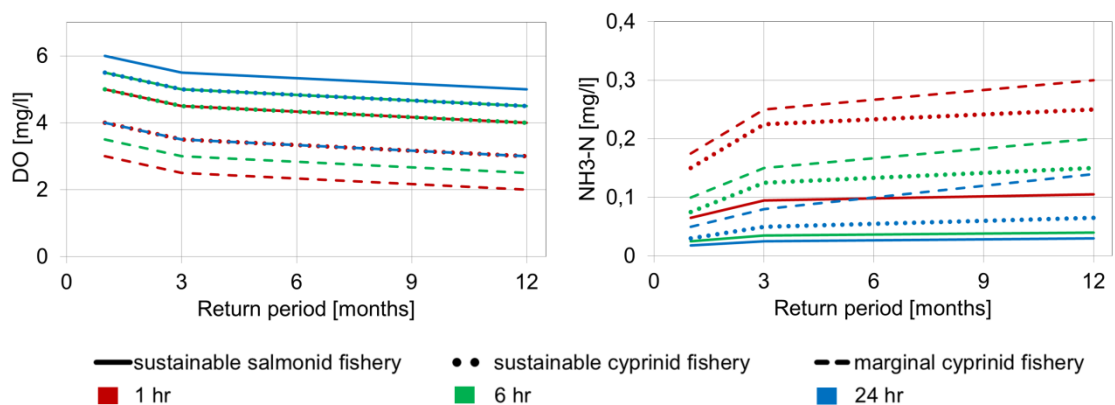 DO [mg/l]
6
4
2
0
0 3 6 9 12
Return period [months]
NH3-N [mg/l]
0,4
0,3
0,2
0,1
0
0 3 6 9 12
Return period [months]
sustainable salmonid fishery sustainable cyprinid fishery marginal cyprinid fishery
1 hr 6 hr 24 hr